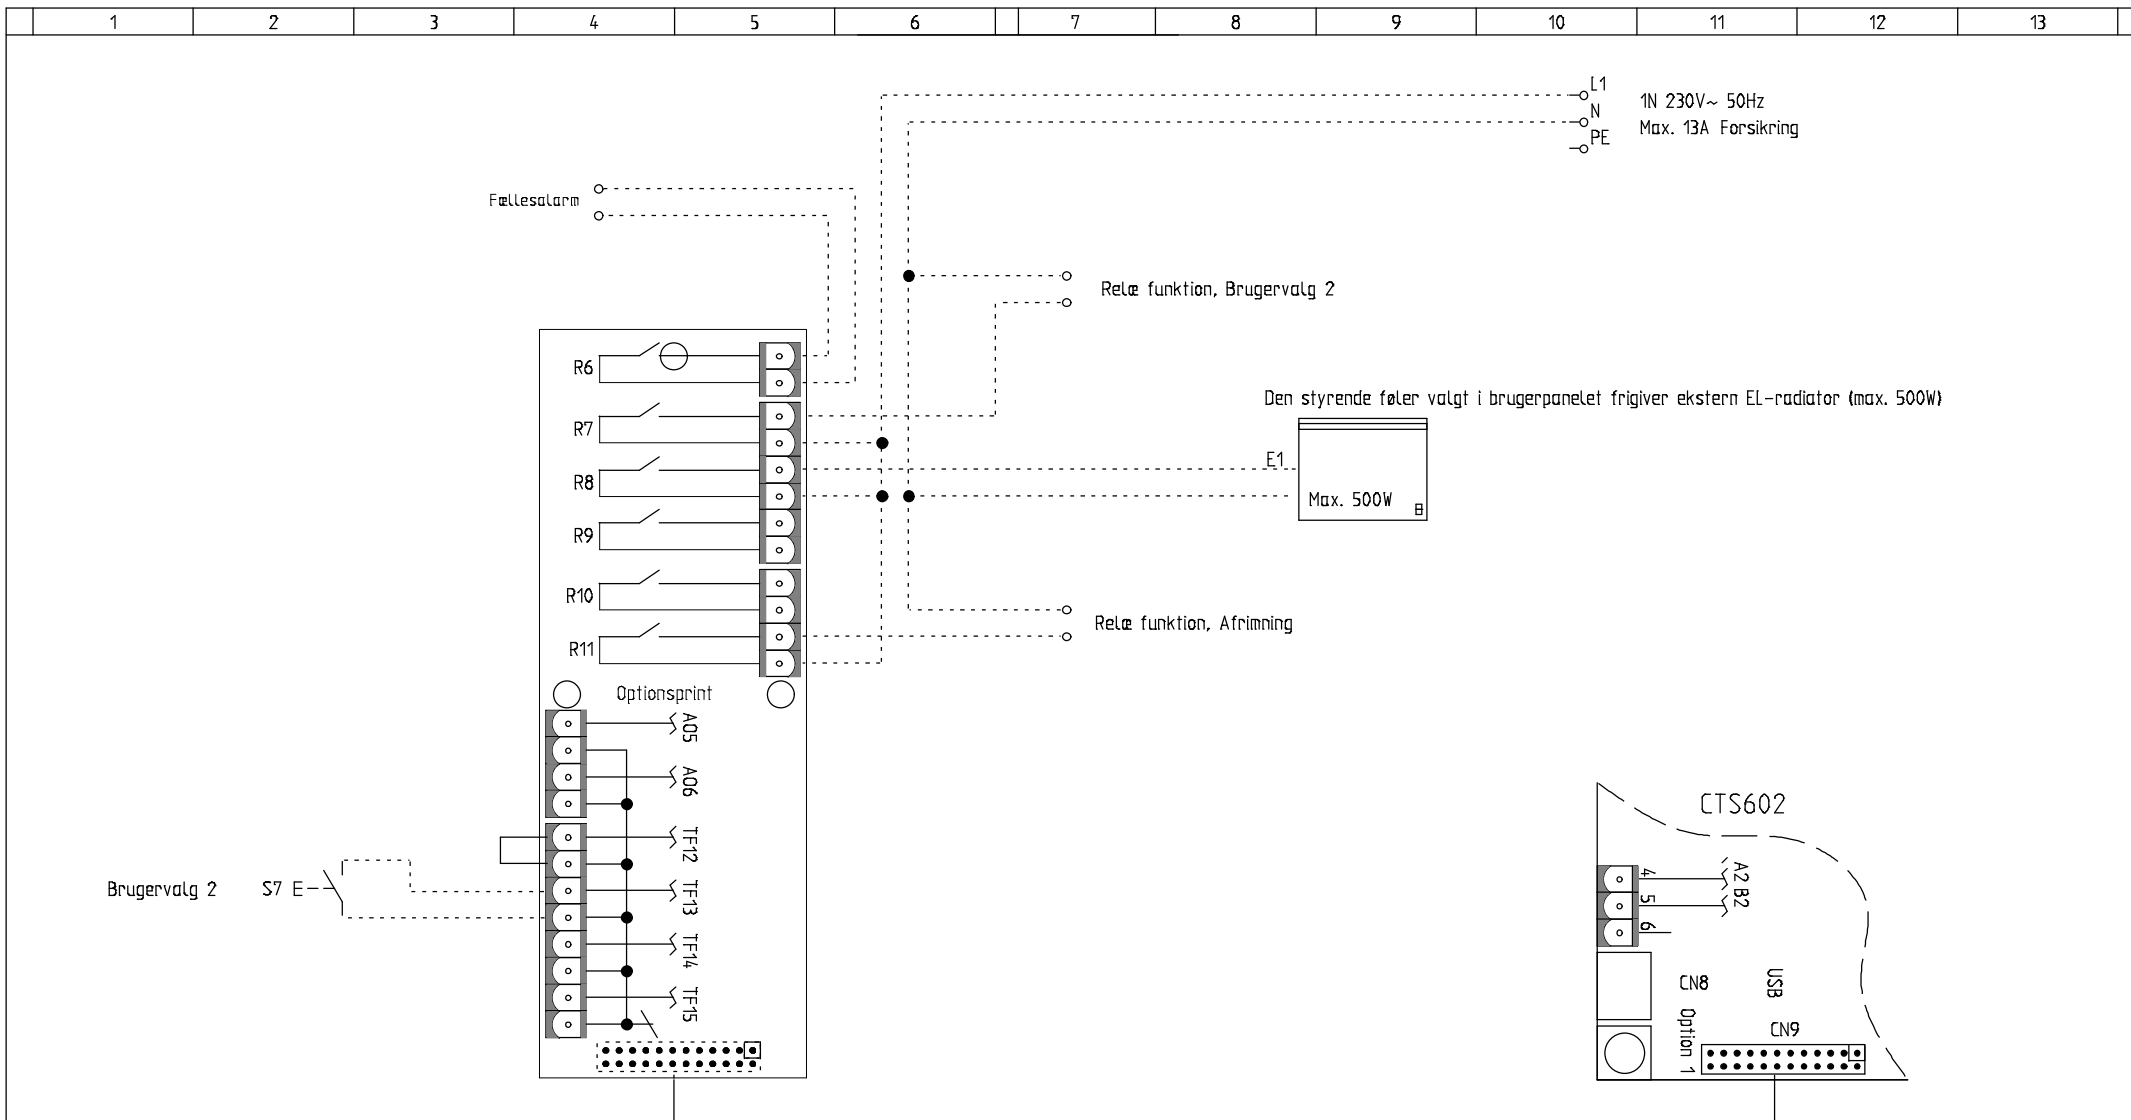 1 2 3 4 5 6 7 8 9 10 11 12 13
L1
N
PE
1N 230V~ 50Hz
Max. 13A Forsikring
Fællesalarm
Relæ funktion, Brugervalg 2
R6
R7
R8
R9
R10
R11
Den styrende føler valgt i brugerpanelet frigiver ekstern EL-radiator (max. 500W)
E1
Max. 500W
Relæ funktion, Afrimning
Optionsprint
AO5
AO6
TF12
TF13
TF14
TF15
Brugervalg 2 S7 E
CTS602
4 A2
5 B2
6
CN8 USB
Option 1
CN9